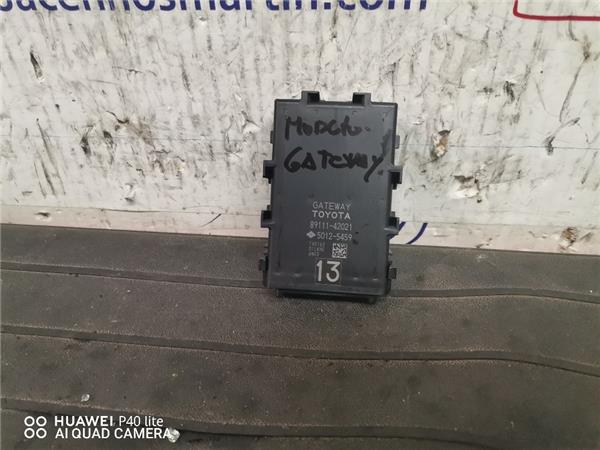 MODULO
GATEWAY
GATEWAY
TOYOTA
89111-42021
5012-5459
13
HUAWEI P40 lite
AI QUAD CAMERA